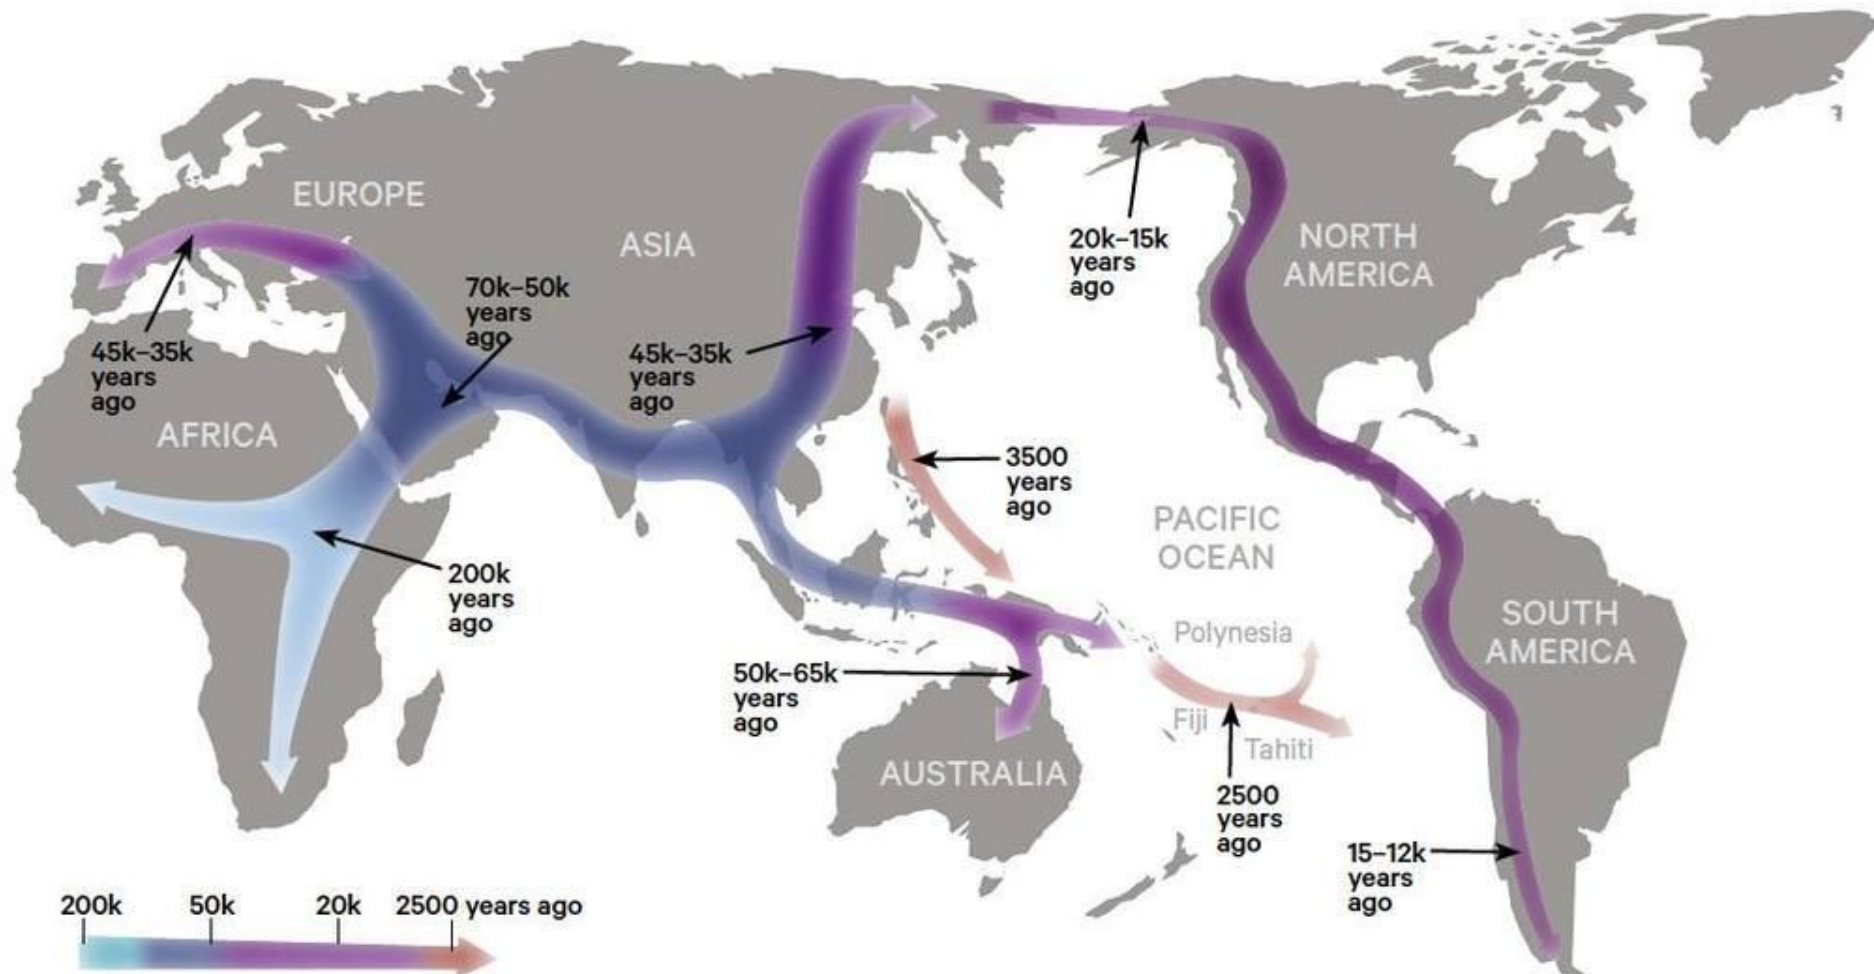 EUROPE
ASIA
NORTH
AMERICA
20k–15k
years
ago
70k–50k
years
ago
45k–35k
years
ago
45k–35k
years
ago
AFRICA
3500
years
ago
PACIFIC
OCEAN
200k
years
ago
SOUTH
AMERICA
Polynesia
50k–65k
years
ago
Fiji
Tahiti
AUSTRALIA
2500
years
ago
15–12k
years
ago
200k 50k 20k 2500 years ago